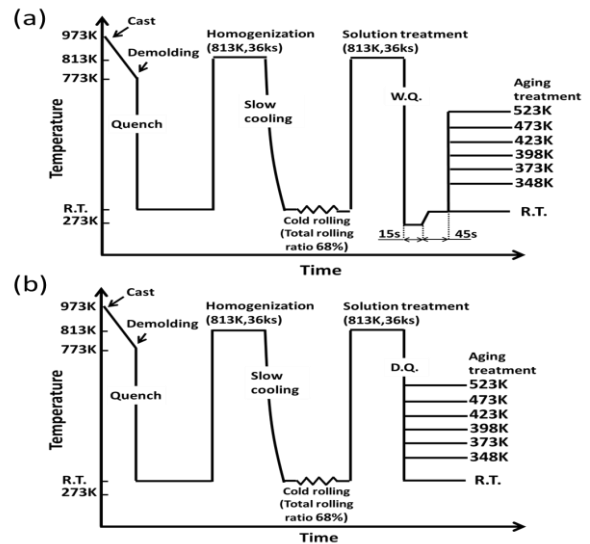 (a)
973K
Cast
Demolding
813K
773K
Homogenization
(813K,36ks)
Solution treatment
(813K,36ks)
Quench
Slow
cooling
W.Q.
Aging
treatment
523K
473K
423K
398K
373K
348K
R.T.
R.T.
273K
Cold rolling
(Total rolling
ratio 68%)
15s
45s
Temperature
Time
(b)
973K
Cast
Demolding
813K
773K
Homogenization
(813K,36ks)
Solution treatment
(813K,36ks)
Quench
Slow
cooling
D.Q.
Aging
treatment
523K
473K
423K
398K
373K
348K
R.T.
R.T.
273K
Cold rolling
(Total rolling
ratio 68%)
Temperature
Time